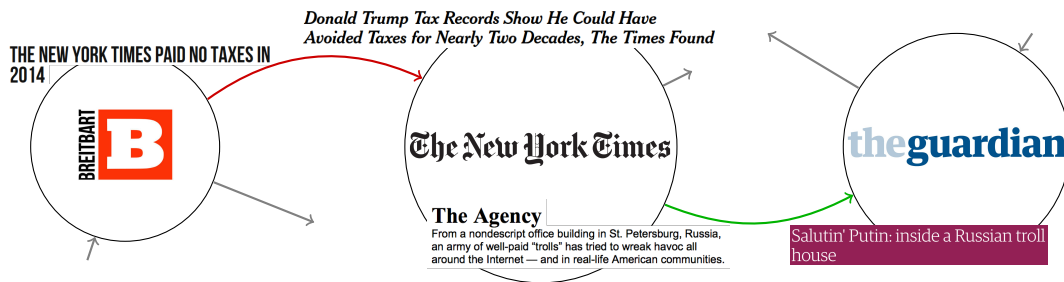 Donald Trump Tax Records Show He Could Have
Avoided Taxes for Nearly Two Decades, The Times Found
THE NEW YORK TIMES PAID NO TAXES IN
2014
BREITBART
B
The New York Times
theguardian
The Agency
From a nondescript office building in St. Petersburg, Russia,
an army of well-paid “trolls” has tried to wreak havoc all
around the Internet — and in real-life American communities.
Salutin' Putin: inside a Russian troll
house